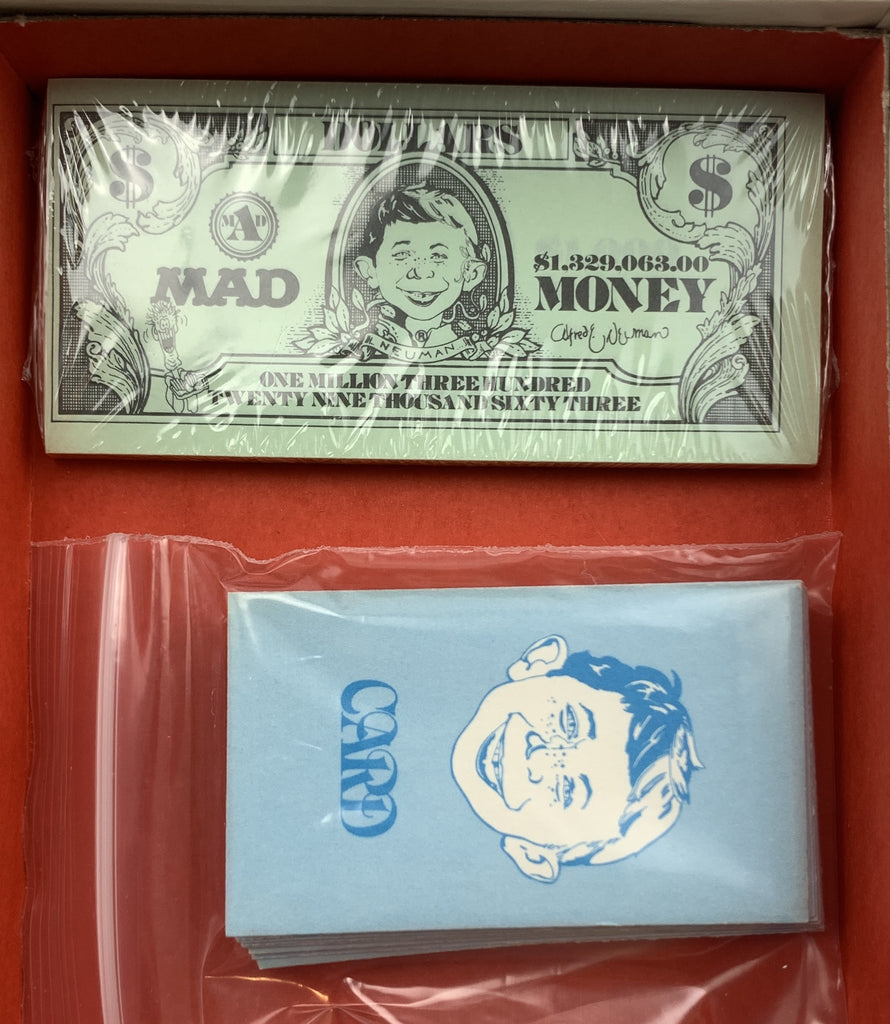 DOLLARS
$ $
MAD
MAD
$1,329,063.00
MONEY
Alfred E. Neuman
NEUMAN
®
ONE MILLION THREE HUNDRED
TWENTY NINE THOUSAND SIXTY THREE
CARD